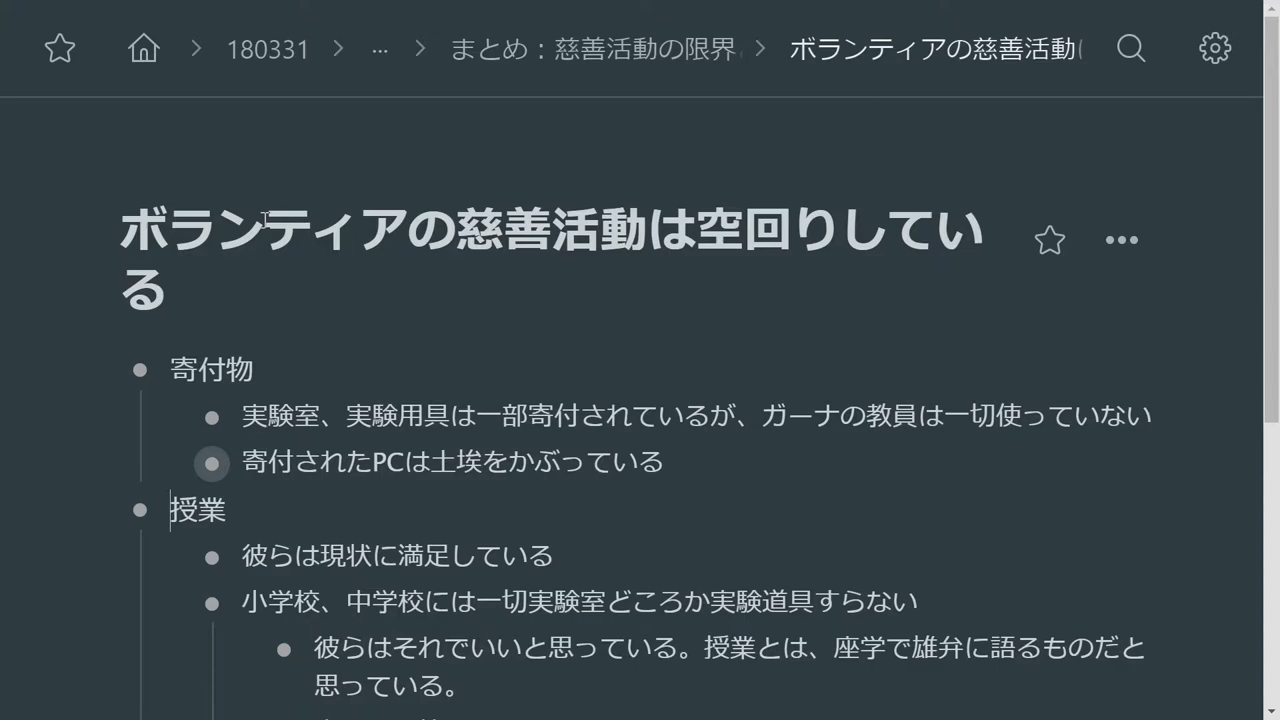 180331
...
まとめ：慈善活動の限界
ボランティアの慈善活動
ボランティアの慈善活動は空回りしてい
る
寄付物
実験室、実験用具は一部寄付されているが、ガーナの教員は一切使っていない
寄付されたPCは土埃をかぶっている
授業
彼らは現状に満足している
小学校、中学校には一切実験室どころか実験道具すらない
彼らはそれでいいと思っている。授業とは、座学で雄弁に語るものだと
思っている。